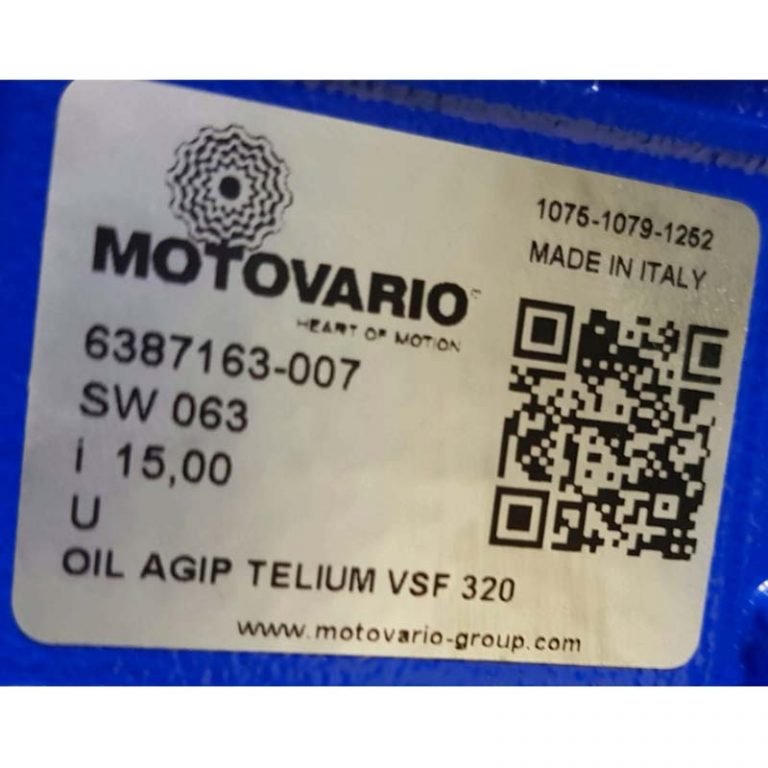 1075-1079-1252
MADE IN ITALY
MOTOVARIO
HEART OF MOTION
6387163-007
SW 063
i 15,00
U
OIL AGIP TELIUM VSF 320
www.motovario-group.com